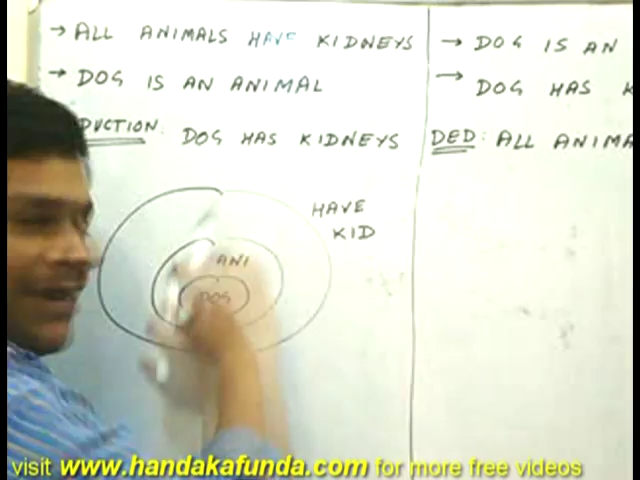 → ALL ANIMALS HAVE KIDNEYS
→ DOG IS AN ANIMAL
DUCTION: DOG HAS KIDNEYS
HAVE
KID
ANI
DOG
→ DOG IS AN
→ DOG HAS K
DED: ALL ANIMA
visit www.handakafunda.com for more free videos